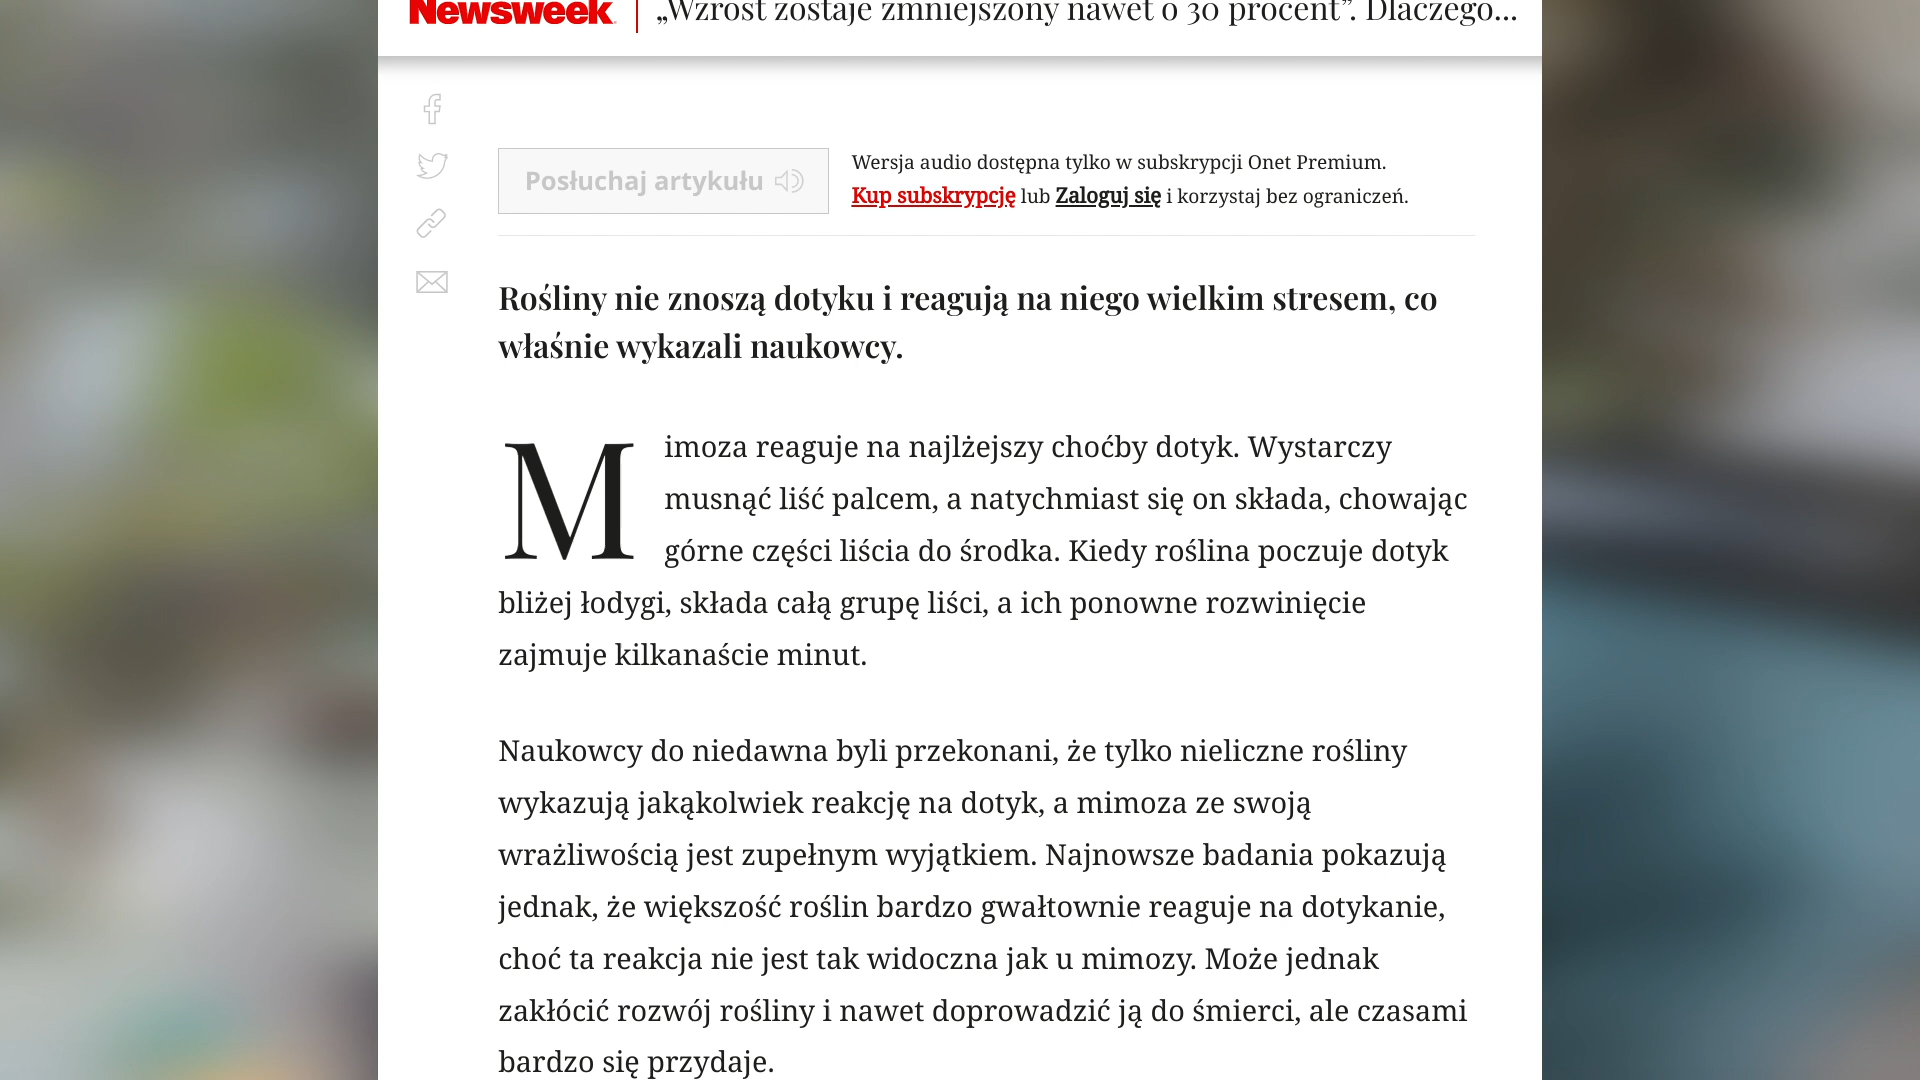 Newsweek „Wzrost zostaje zmniejszony nawet o 30 procent”. Dlaczego...
Posłuchaj artykułu
Wersja audio dostępna tylko w subskrypcji Onet Premium.
Kup subskrypcję lub Zaloguj się i korzystaj bez ograniczeń.
Rośliny nie znoszą dotyku i reagują na niego wielkim stresem, co
właśnie wykazali naukowcy.
Mimoza reaguje na najlżejszy choćby dotyk. Wystarczy
musnąć liść palcem, a natychmiast się on składa, chowając
górne części liścia do środka. Kiedy roślina poczuje dotyk
bliżej łodygi, składa całą grupę liści, a ich ponowne rozwinięcie
zajmuje kilkanaście minut.
Naukowcy do niedawna byli przekonani, że tylko nieliczne rośliny
wykazują jakąkolwiek reakcję na dotyk, a mimoza ze swoją
wrażliwością jest zupełnym wyjątkiem. Najnowsze badania pokazują
jednak, że większość roślin bardzo gwałtownie reaguje na dotykanie,
choć ta reakcja nie jest tak widoczna jak u mimozy. Może jednak
zakłócić rozwój rośliny i nawet doprowadzić ją do śmierci, ale czasami
bardzo się przydaje.